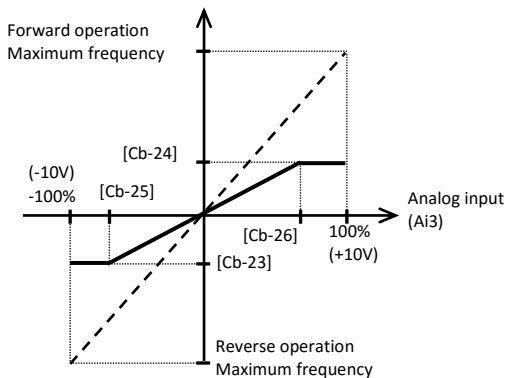 Forward operation
Maximum frequency
[Cb-24]
(-10V)
-100%
[Cb-25]
Analog input
(Ai3)
[Cb-26]
100%
(+10V)
[Cb-23]
Reverse operation
Maximum frequency